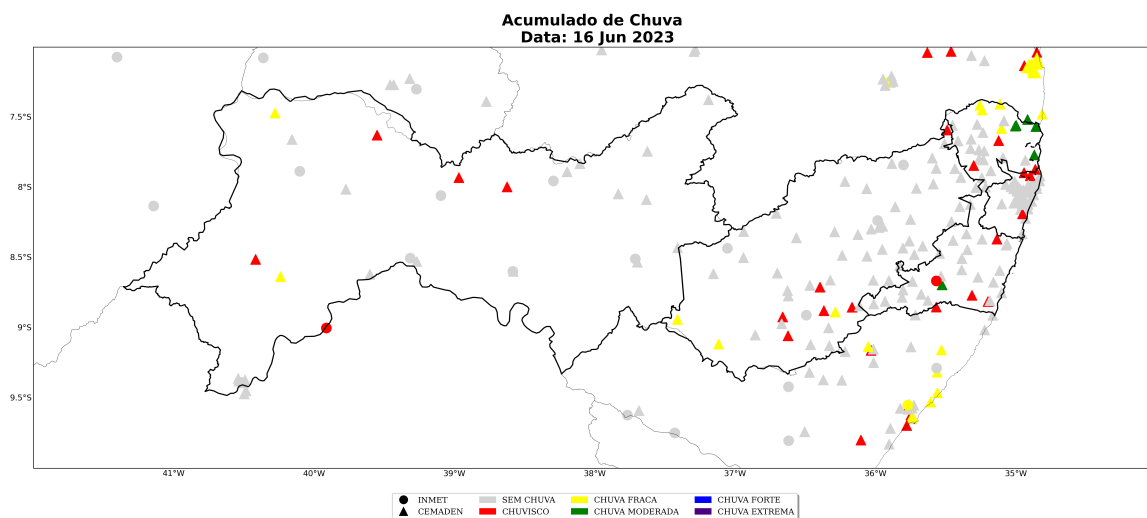 Acumulado de Chuva
Data: 16 Jun 2023
7.5°S
8°S
8.5°S
9°S
9.5°S
41°W 40°W 39°W 38°W 37°W 36°W 35°W
INMET SEM CHUVA CHUVA FRACA CHUVA FORTE
CEMADEN CHUVISCO CHUVA MODERADA CHUVA EXTREMA